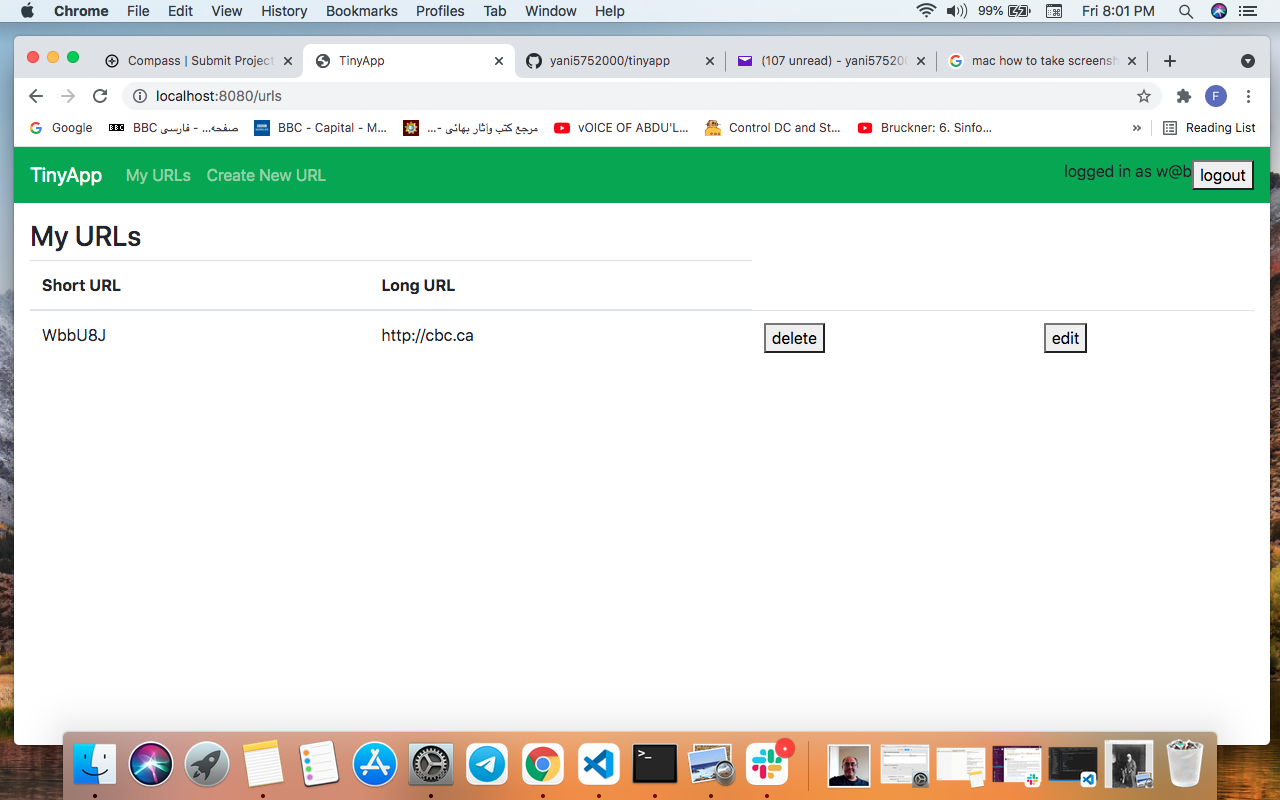 Chrome File Edit View History Bookmarks Profiles Tab Window Help 99% Fri 8:01 PM
Compass | Submit Project TinyApp yani5752000/tinyapp (107 unread) - yani57520 mac how to take screensh
localhost:8080/urls F
Google BBC BBC صفحه... - فارسی BBC - Capital - M... مرجع کتب وآثار بهائی -... vOICE OF ABDU'L... Control DC and St... Bruckner: 6. Sinfo... » Reading List
TinyApp My URLs Create New URL logged in as w@b logout
My URLs
Short URL Long URL
WbbU8J http://cbc.ca delete edit